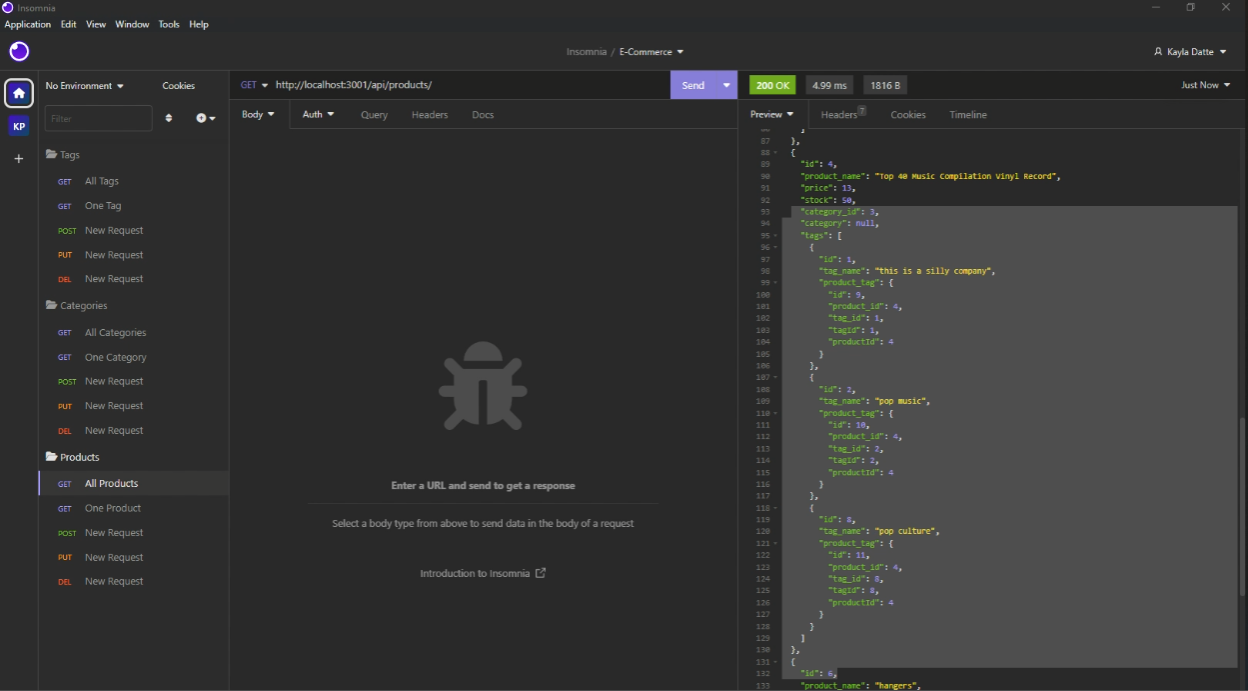 Insomnia
Application Edit View Window Tools Help
Insomnia / E-Commerce
Kayla Datte
No Environment
Cookies
GET http://localhost:3001/api/products/
Send
200 OK
4.99 ms
1816 B
Just Now
Filter
KP
Body
Auth
Query
Headers
Docs
Preview
Headers 7
Cookies
Timeline
Tags
GET All Tags
GET One Tag
POST New Request
PUT New Request
DEL New Request
Categories
GET All Categories
GET One Category
POST New Request
PUT New Request
DEL New Request
Products
GET All Products
GET One Product
POST New Request
PUT New Request
DEL New Request
Enter a URL and send to get a response
Select a body type from above to send data in the body of a request
Introduction to Insomnia
87 },
88 {
89 "id": 4,
90 "product_name": "Top 40 Music Compilation Vinyl Record",
91 "price": 13,
92 "stock": 50,
93 "category_id": 3,
94 "category": null,
95 "tags": [
96 {
97 "id": 1,
98 "tag_name": "this is a silly company",
99 "product_tag": {
100 "id": 9,
101 "product_id": 4,
102 "tag_id": 1,
103 "tagId": 1,
104 "productId": 4
105 }
106 },
107 {
108 "id": 2,
109 "tag_name": "pop music",
110 "product_tag": {
111 "id": 10,
112 "product_id": 4,
113 "tag_id": 2,
114 "tagId": 2,
115 "productId": 4
116 }
117 },
118 {
119 "id": 8,
120 "tag_name": "pop culture",
121 "product_tag": {
122 "id": 11,
123 "product_id": 4,
124 "tag_id": 8,
125 "tagId": 8,
126 "productId": 4
127 }
128 }
129 ]
130 },
131 {
132 "id": 6,
133 "product_name": "hangers",